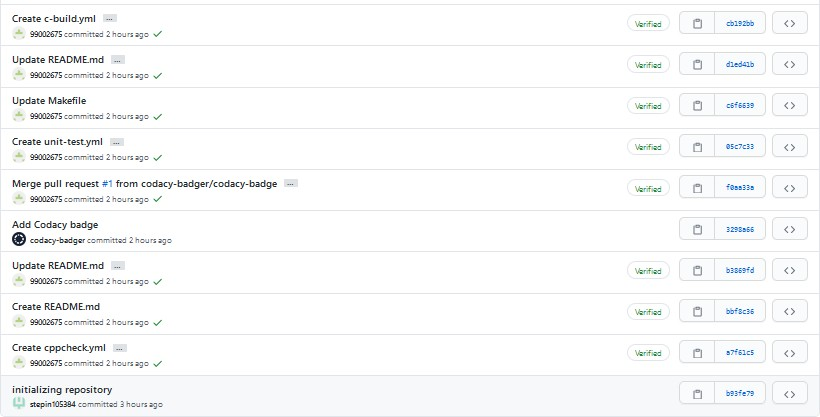 Create c-build.yml ...
99002675 committed 2 hours ago
Verified
cb192bb
Update README.md ...
99002675 committed 2 hours ago
Verified
d1ed41b
Update Makefile
99002675 committed 2 hours ago
Verified
c6f6639
Create unit-test.yml ...
99002675 committed 2 hours ago
Verified
05c7c33
Merge pull request #1 from codacy-badger/codacy-badge ...
99002675 committed 2 hours ago
Verified
f0aa33a
Add Codacy badge
codacy-badger committed 2 hours ago
3298a66
Update README.md ...
99002675 committed 2 hours ago
Verified
b3869fd
Create README.md
99002675 committed 2 hours ago
Verified
bbf8c36
Create cppcheck.yml ...
99002675 committed 2 hours ago
Verified
a7f61c5
initializing repository
stepin105384 committed 3 hours ago
b93fe79